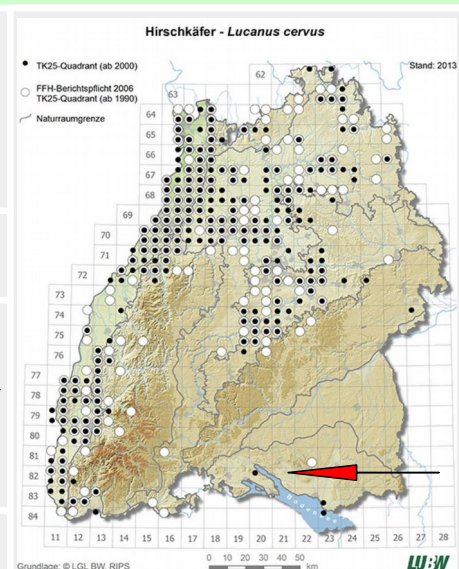 Hirschkäfer - Lucanus cervus
TK25-Quadrant (ab 2000)
FFH-Berichtspflicht 2006
TK25-Quadrant (ab 1990)
Naturraumgrenze
Stand: 2013
62
63
64
65
66
67
68
69
70
71
72
73
74
75
76
77
78
79
80
81
82
83
84
Bodensee
11 12 13 14 15 16 17 18 19 20 21 22 23 24 25 26 27 28
0 10 20 30 40 50
km
Grundlage: © LGL BW, RIPS
LUBW